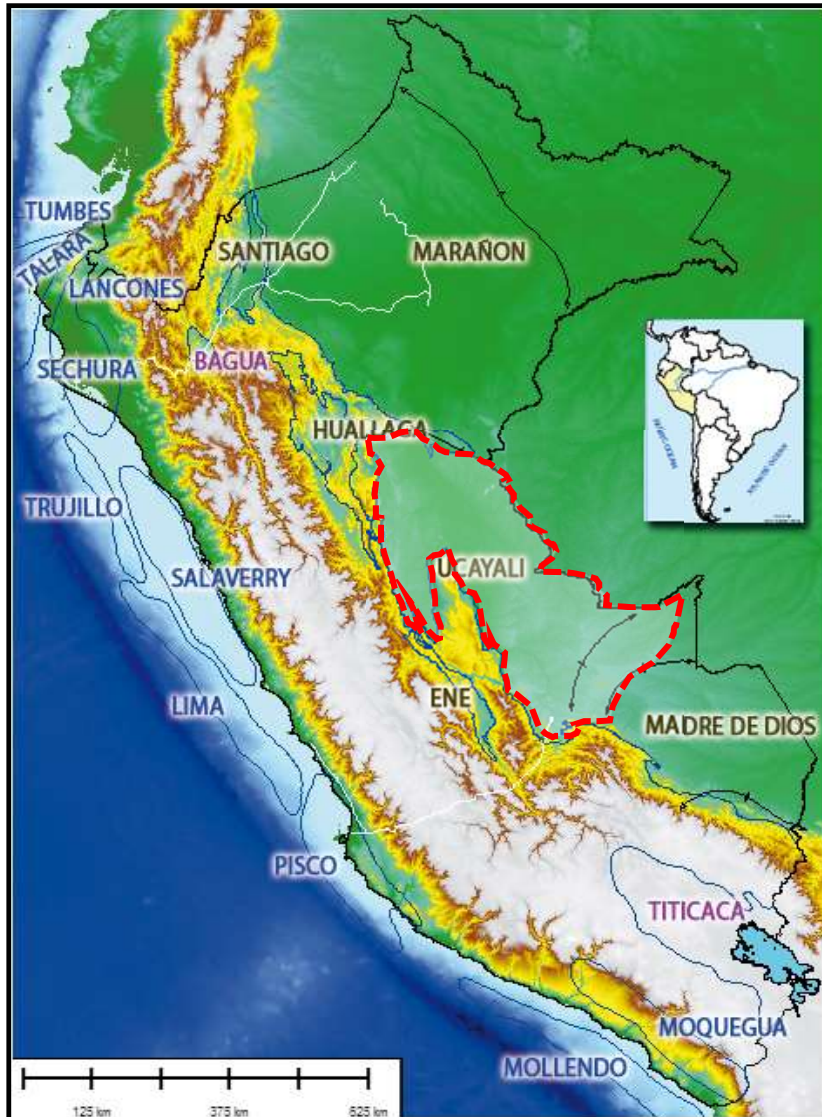 TUMBES
TALARA
LANCONES
SANTIAGO
MARAÑON
SECHURA
BAGUA
HUALLAGA
TRUJILLO
UCAYALI
SALAVERRY
LIMA
ENE
MADRE DE DIOS
PISCO
TITICACA
MOQUEGUA
MOLLENDO
125 km 375 km 625 km